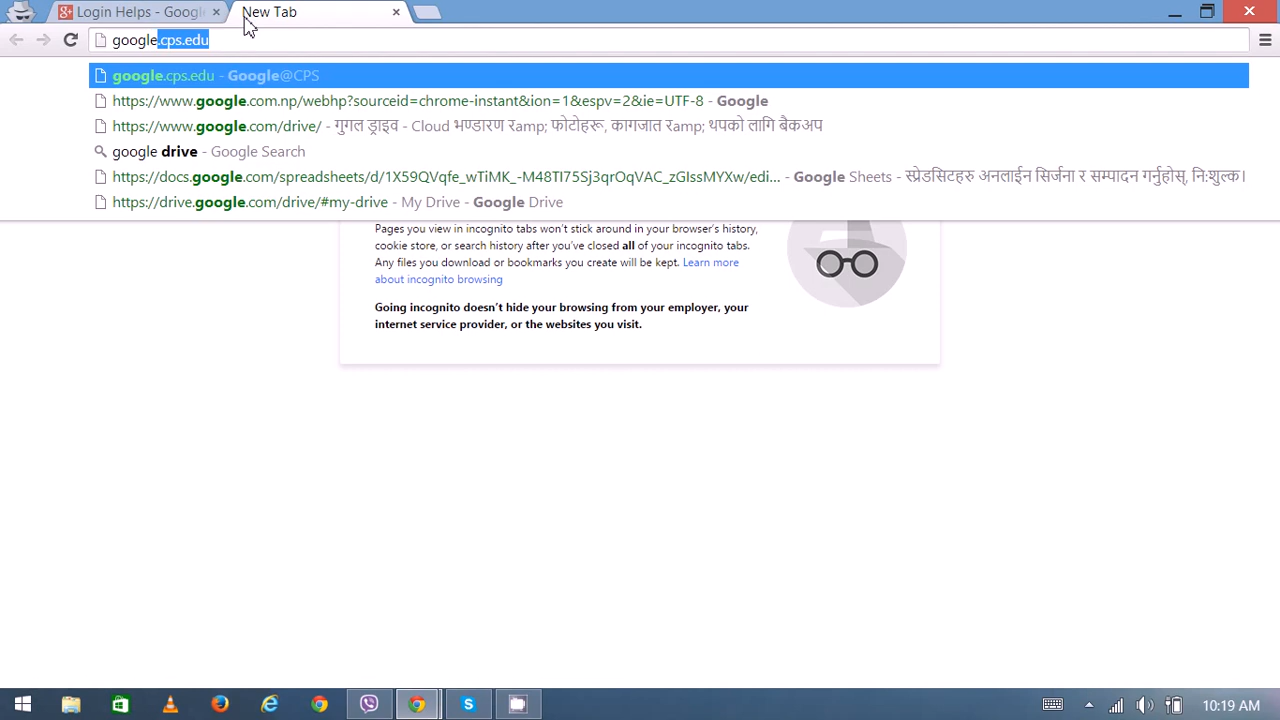 Login Helps - Googl
New Tab
google.cps.edu
google.cps.edu - Google@CPS
https://www.google.com.np/webhp?sourceid=chrome-instant&ion=1&espv=2&ie=UTF-8 - Google
https://www.google.com/drive/ - गुगल ड्राइव - Cloud भण्डारण र&amp; फोटोहरू, कागजात र&amp; थपको लागि बैकअप
google drive - Google Search
https://docs.google.com/spreadsheets/d/1X59QVqfe_wTiMK_-M48TI75Sj3qrOqVAC_zGIssMYXw/edi... - Google Sheets - स्प्रेडसिटहरु अनलाईन सिर्जना र सम्पादन गर्नुहोस्, नि:शुल्क।
https://drive.google.com/drive/#my-drive - My Drive - Google Drive
Pages you view in incognito tabs won't stick around in your browser's history,
cookie store, or search history after you've closed all of your incognito tabs.
Any files you download or bookmarks you create will be kept. Learn more
about incognito browsing
Going incognito doesn't hide your browsing from your employer, your
internet service provider, or the websites you visit.
10:19 AM